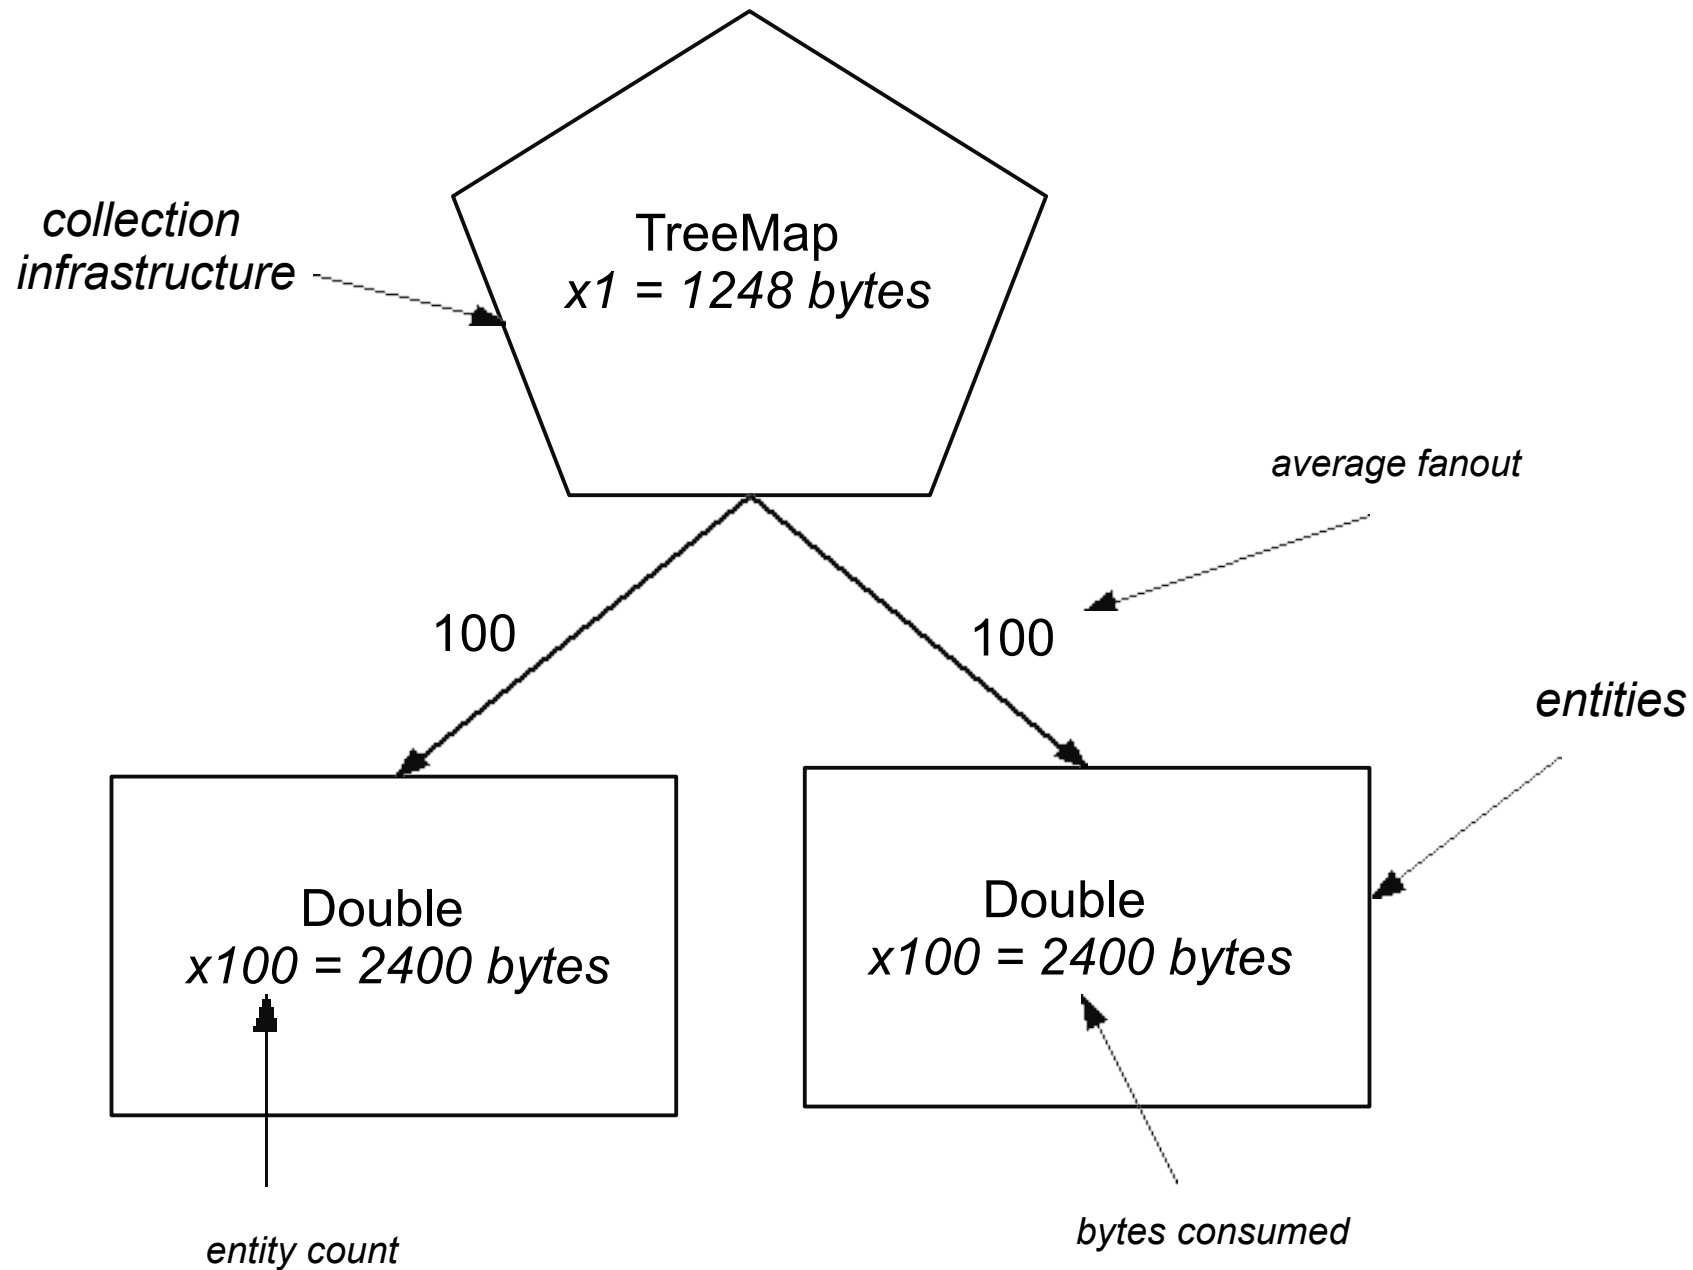 collection
infrastructure
TreeMap
x1 = 1248 bytes
average fanout
100
100
entities
Double
x100 = 2400 bytes
Double
x100 = 2400 bytes
entity count
bytes consumed